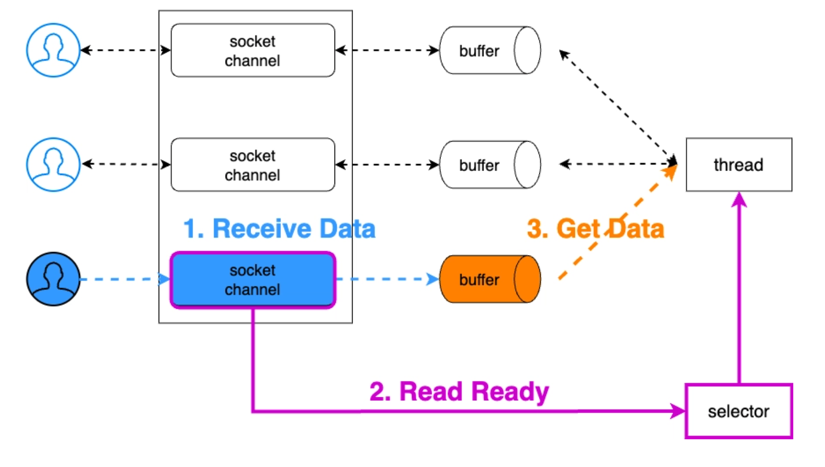 socket
channel
buffer
socket
channel
buffer
thread
1. Receive Data
3. Get Data
socket
channel
buffer
2. Read Ready
selector